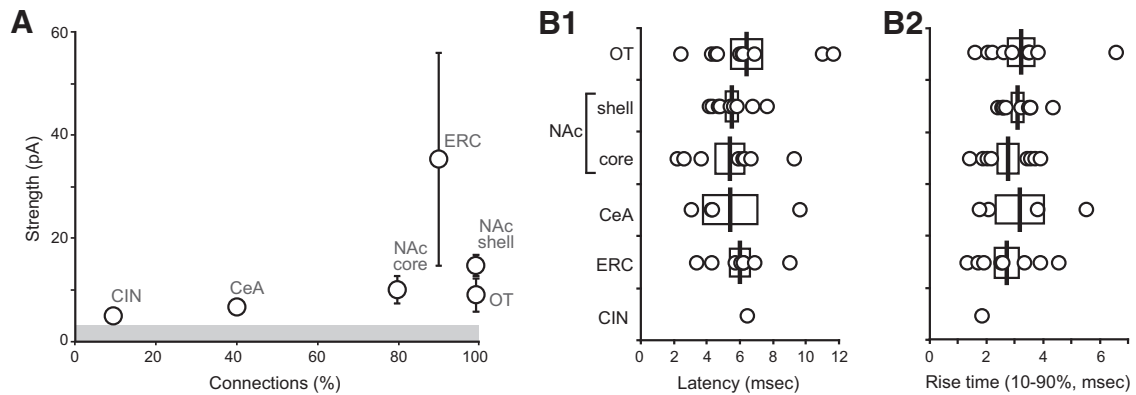 A
60
40
20
0
Strength (pA)
0 20 40 60 80 100
Connections (%)
CIN
CeA
NAc
core
ERC
NAc
shell
OT
B1
OT
NAc
shell
core
CeA
ERC
CIN
0 2 4 6 8 10 12
Latency (msec)
B2
0 2 4 6
Rise time (10-90%, msec)